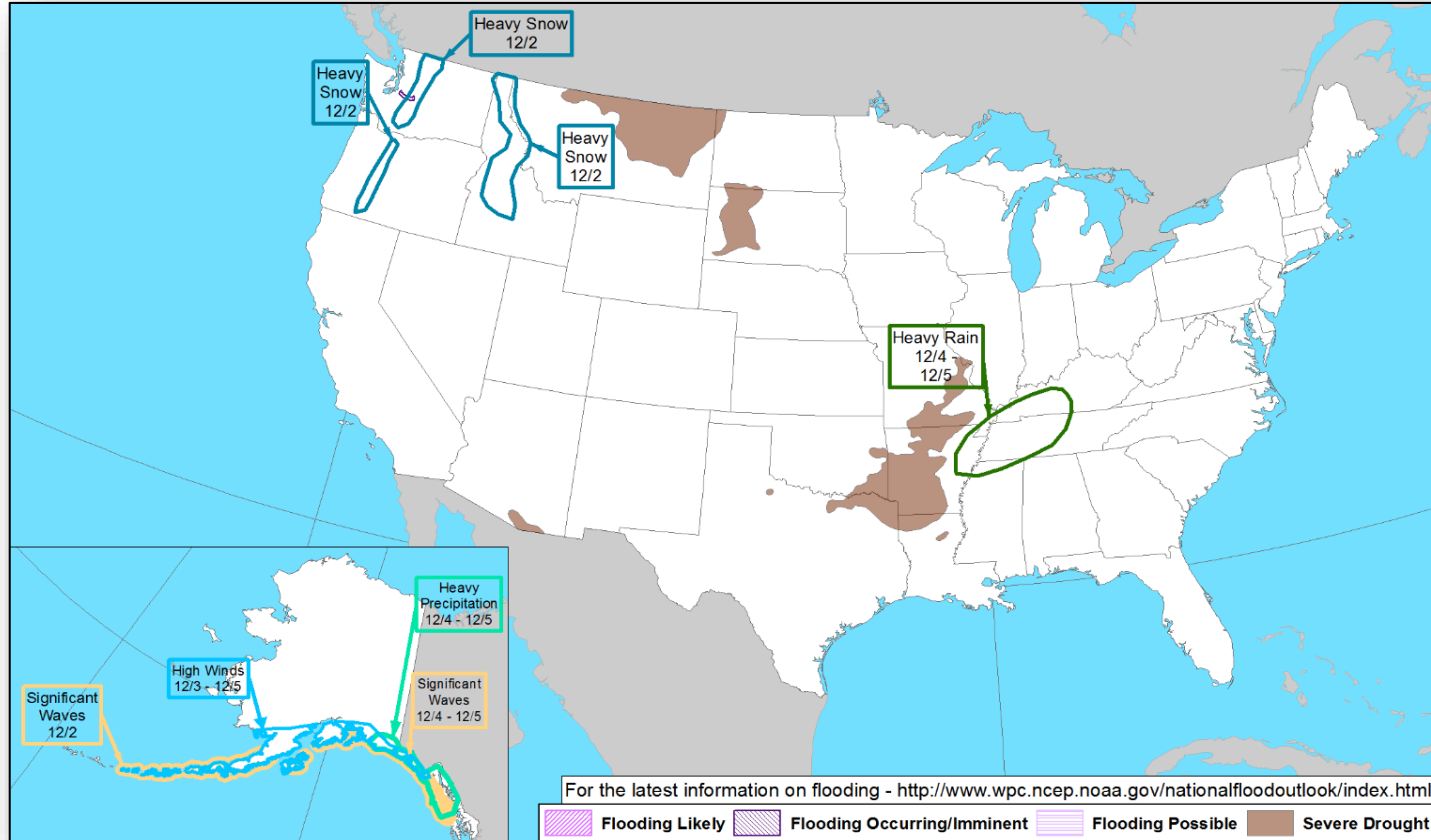 Heavy Snow
12/2
Heavy
Snow
12/2
Heavy
Snow
12/2
Heavy Rain
12/4 -
12/5
Heavy
Precipitation
12/4 - 12/5
High Winds
12/3 - 12/5
Significant
Waves
12/4 - 12/5
Significant
Waves
12/2
For the latest information on flooding - http://www.wpc.ncep.noaa.gov/nationalfloodoutlook/index.html
Flooding Likely Flooding Occurring/Imminent Flooding Possible Severe Drought